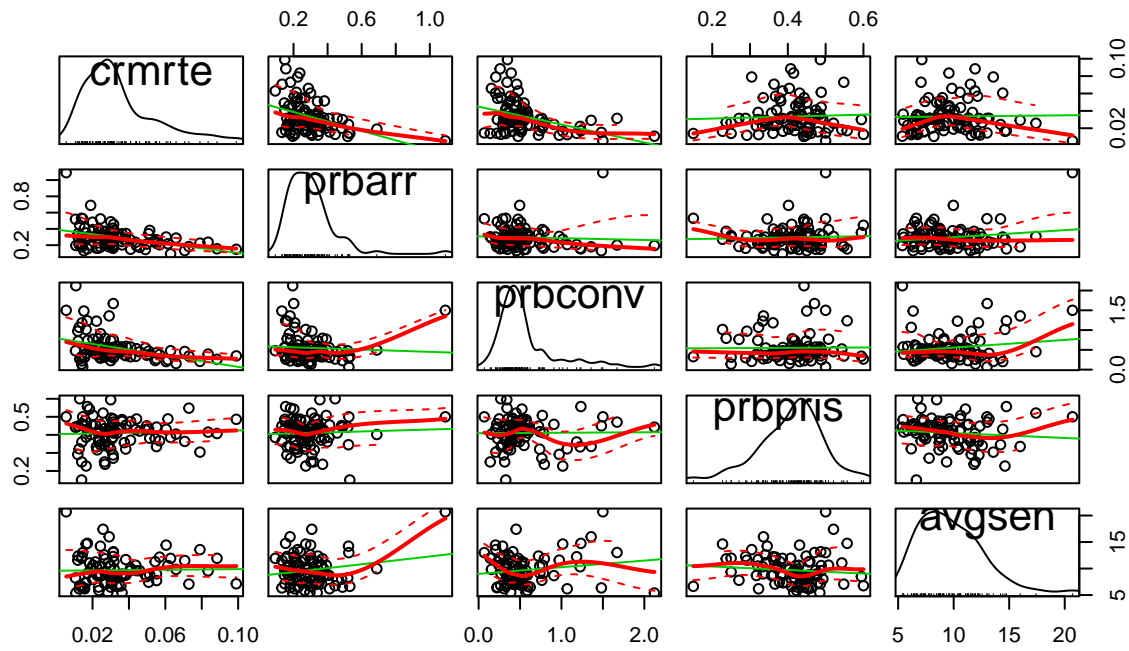 0.2 0.6 1.0 0.2 0.4 0.6
crmrte 0.02 0.10
0.2 0.8 prbarr
prbconv 0.0 1.5
0.2 0.5 prbpris
avgsen 5 15
0.02 0.06 0.10 0.0 1.0 2.0 5 10 15 20